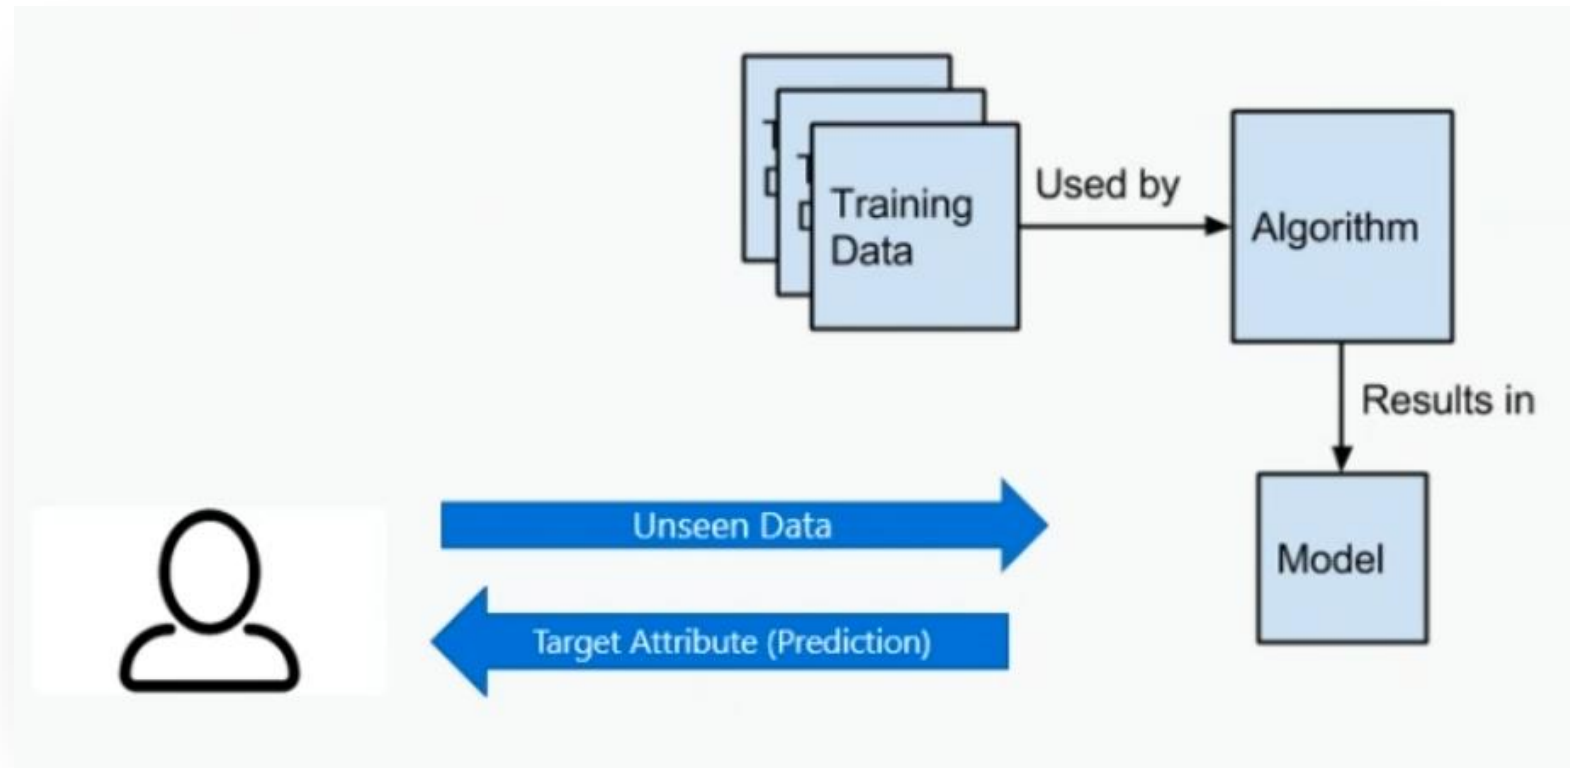 Training
Data
Used by
Algorithm
Results in
Model
Unseen Data
Target Attribute (Prediction)